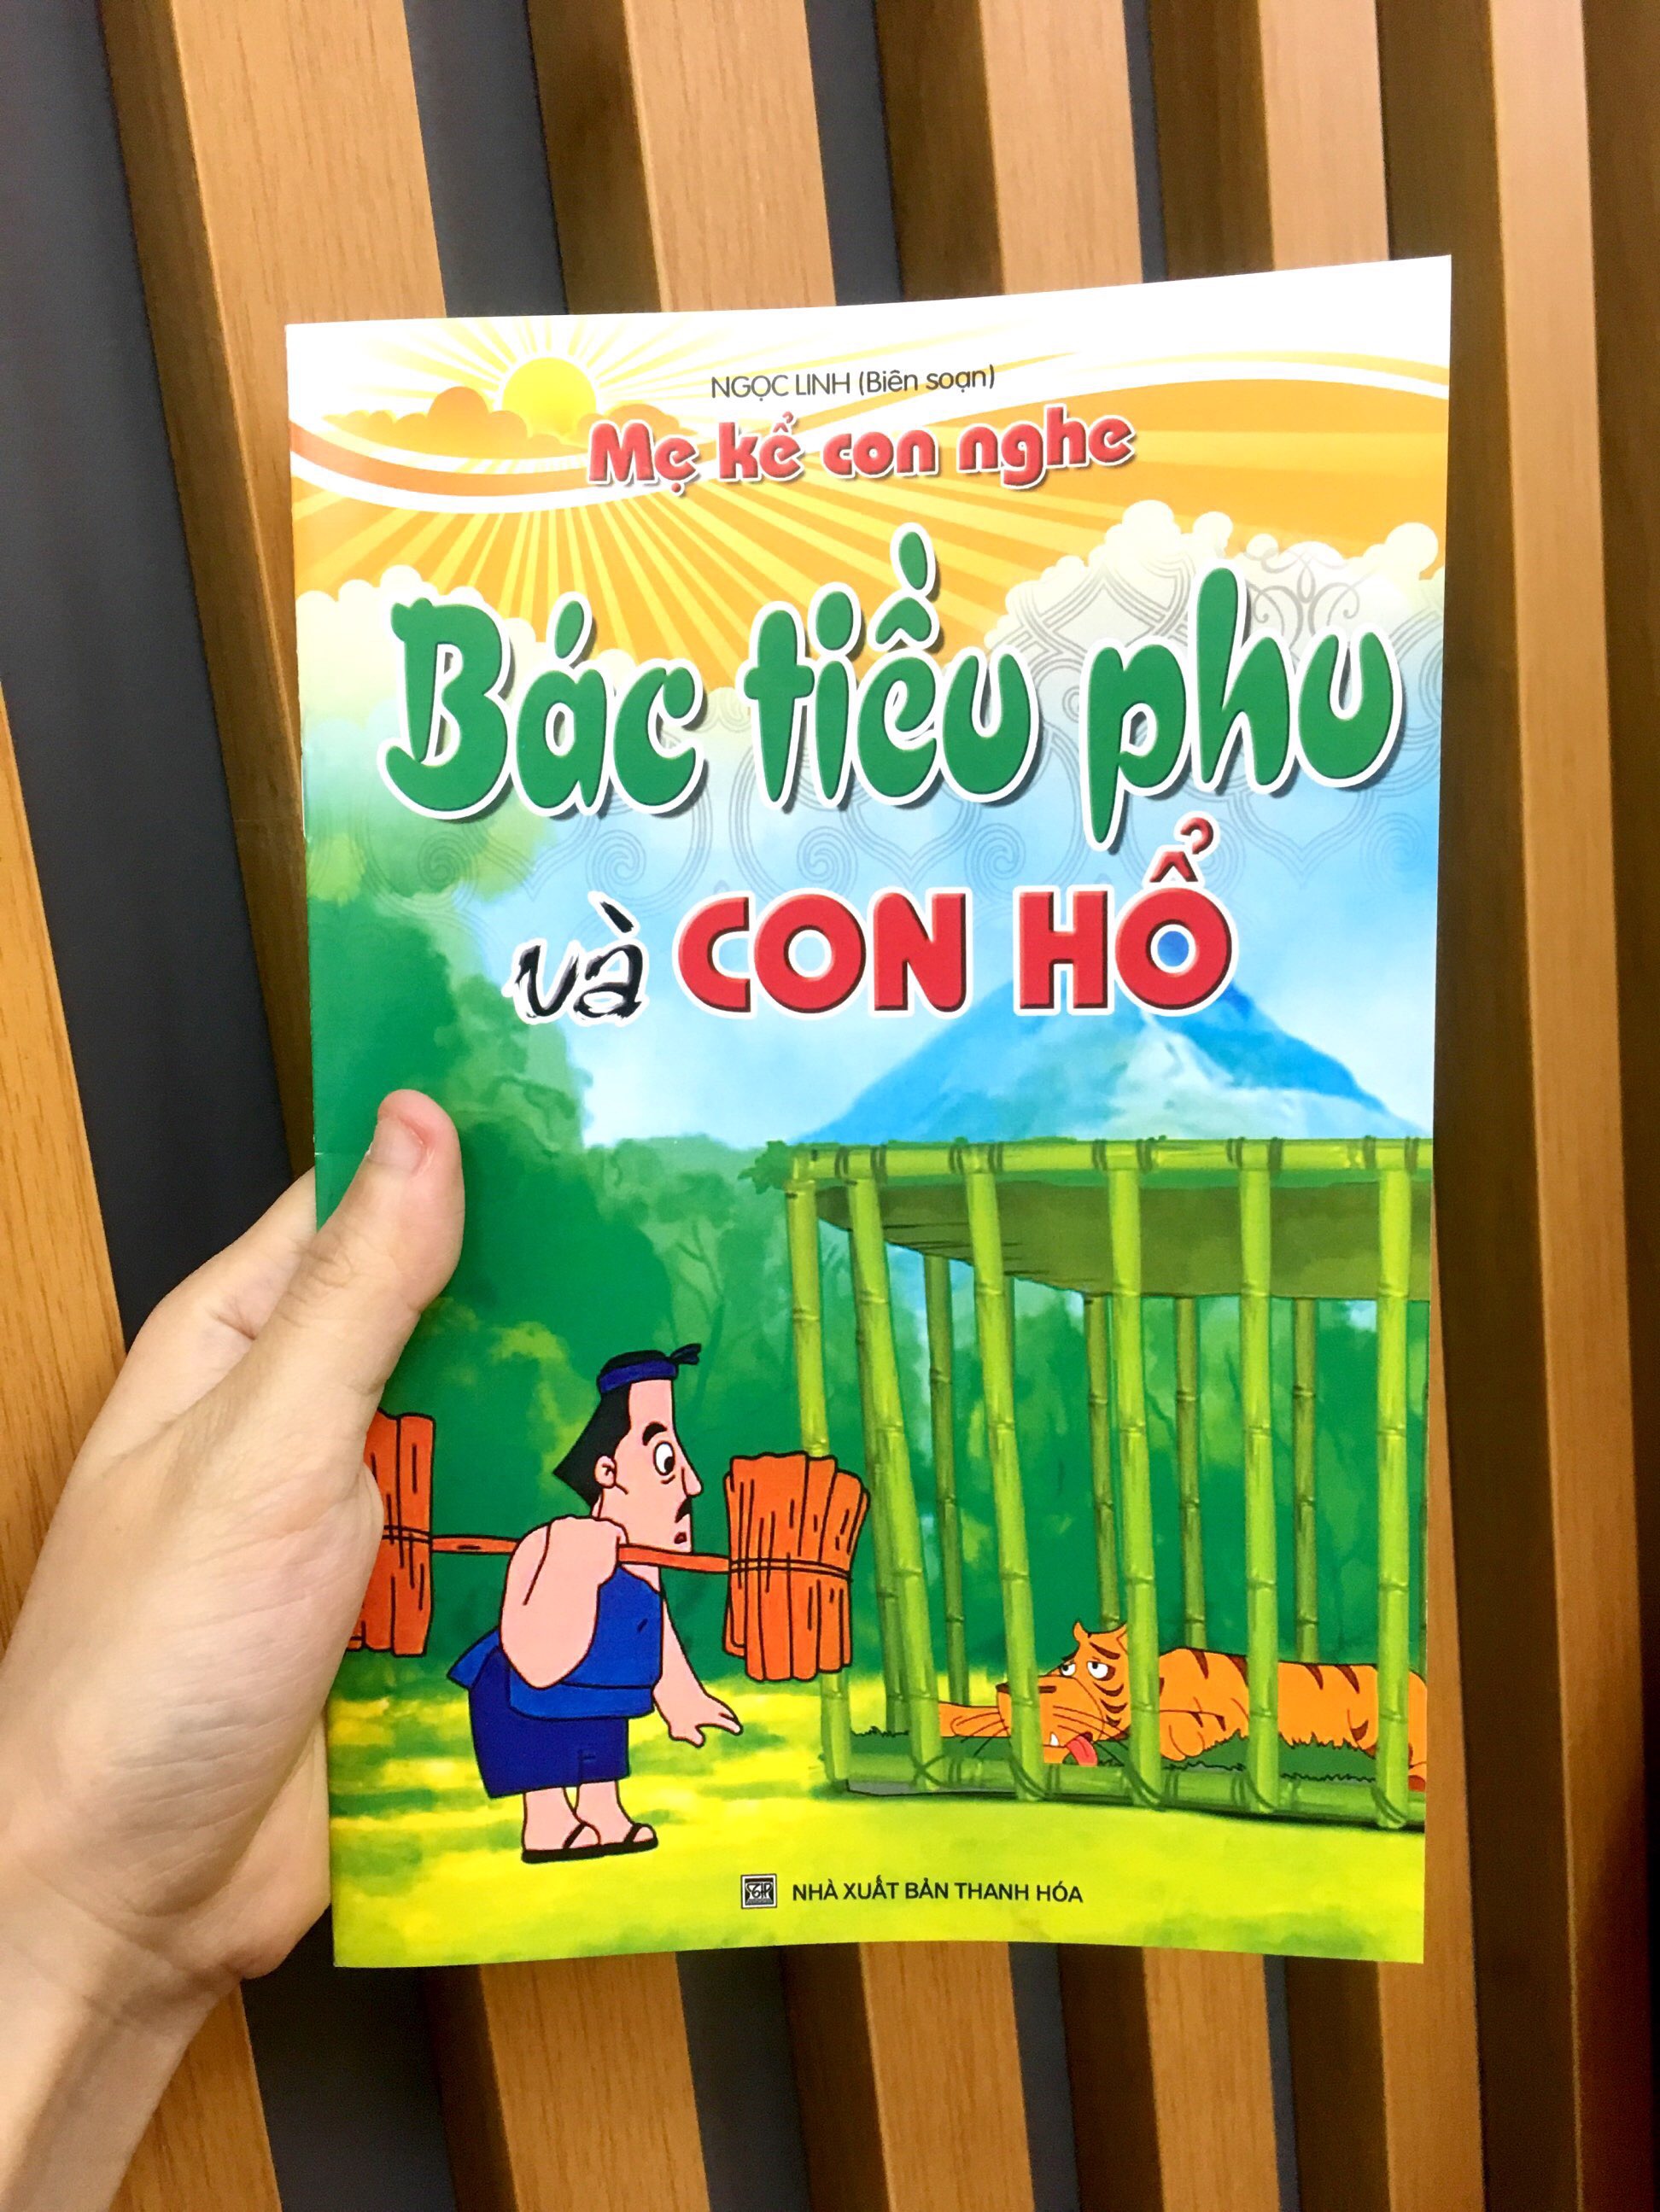 NGỌC LINH (Biên soạn)
Mẹ kể con nghe
Bác tiều phu
và CON HỔ
NHÀ XUẤT BẢN THANH HÓA